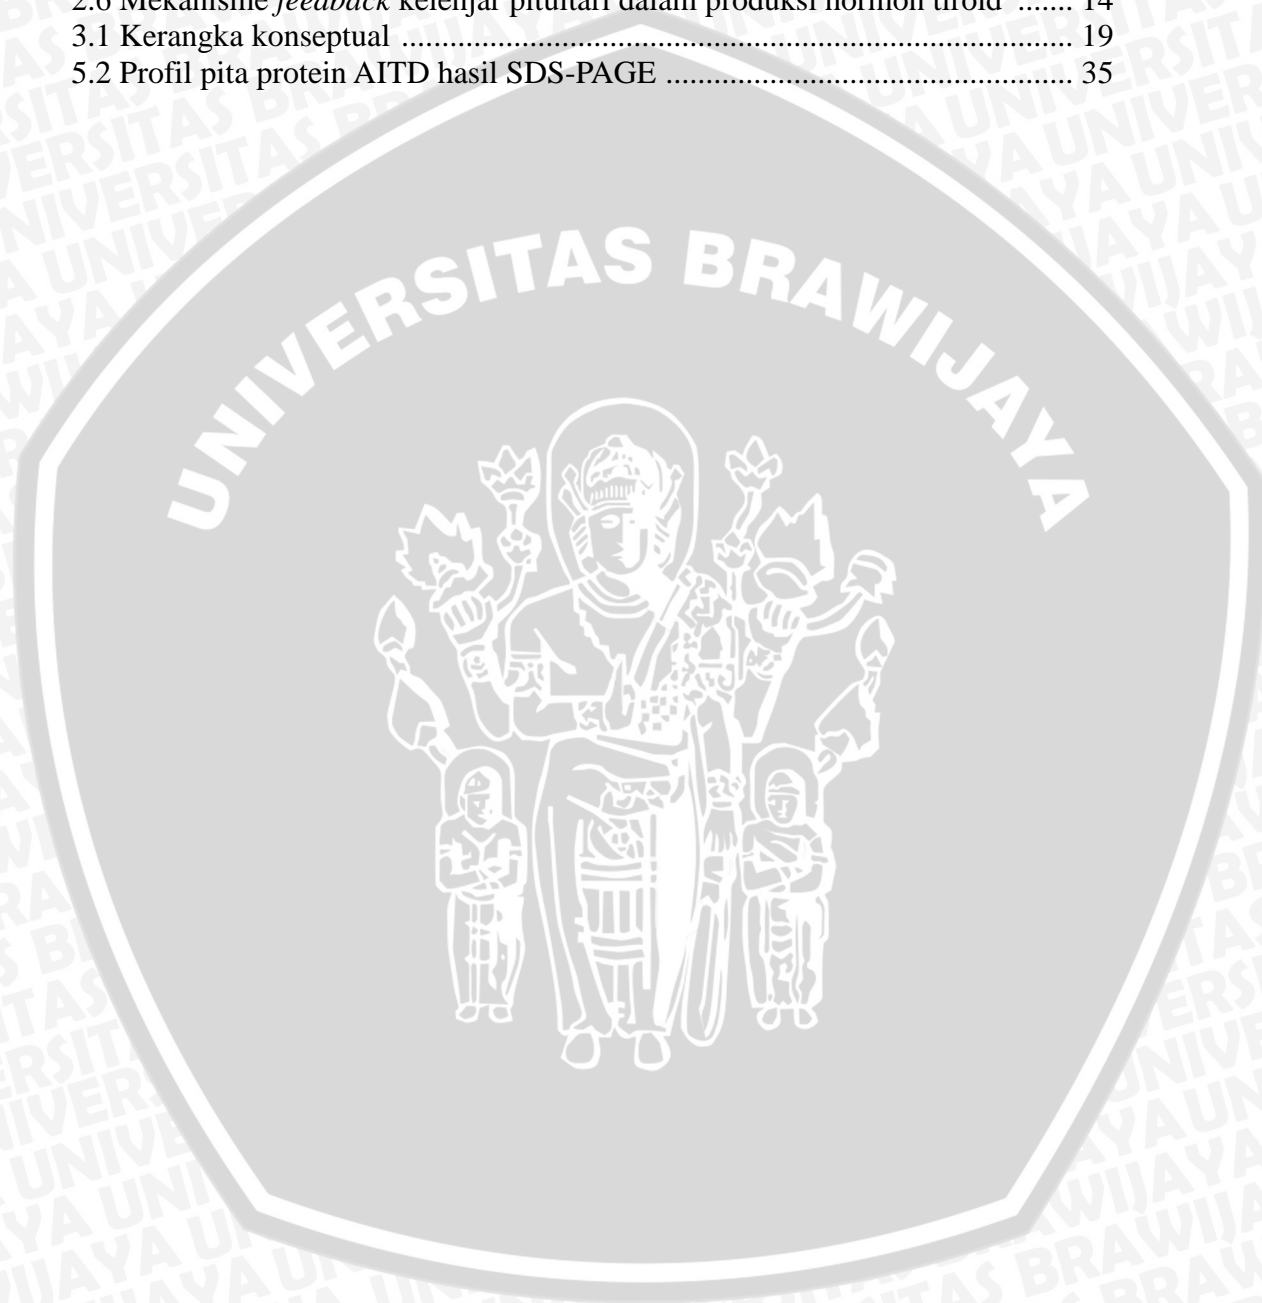 2.6 Mekanisme feedback kelenjar pituitari dalam produksi hormon tiroid ....... 14
3.1 Kerangka konseptual .......................................................................... 19
5.2 Profil pita protein AITD hasil SDS-PAGE ............................................. 35
UNIVERSITAS BRAWIJAYA